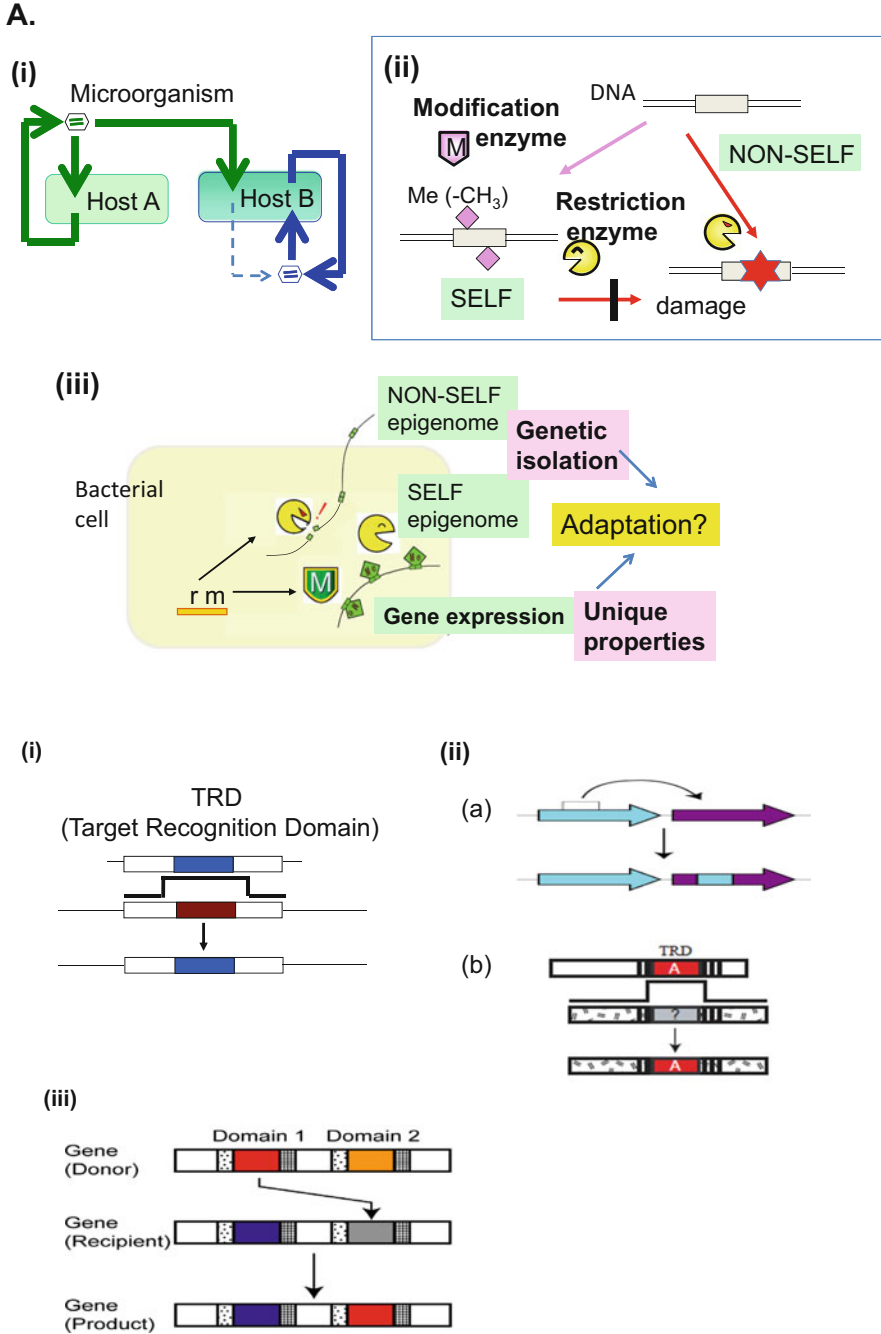 A.
(i)
Microorganism
Host A
Host B
(ii)
DNA
Modification
enzyme
M
NON-SELF
Me (-CH₃)
Restriction
enzyme
SELF
damage
(iii)
NON-SELF
epigenome
Genetic
isolation
Bacterial
cell
SELF
epigenome
Adaptation?
!
r m
M
Gene expression
Unique
properties
(i)
TRD
(Target Recognition Domain)
(ii)
(a)
(b)
TRD
A
?
A
(iii)
Domain 1 Domain 2
Gene
(Donor)
Gene
(Recipient)
Gene
(Product)